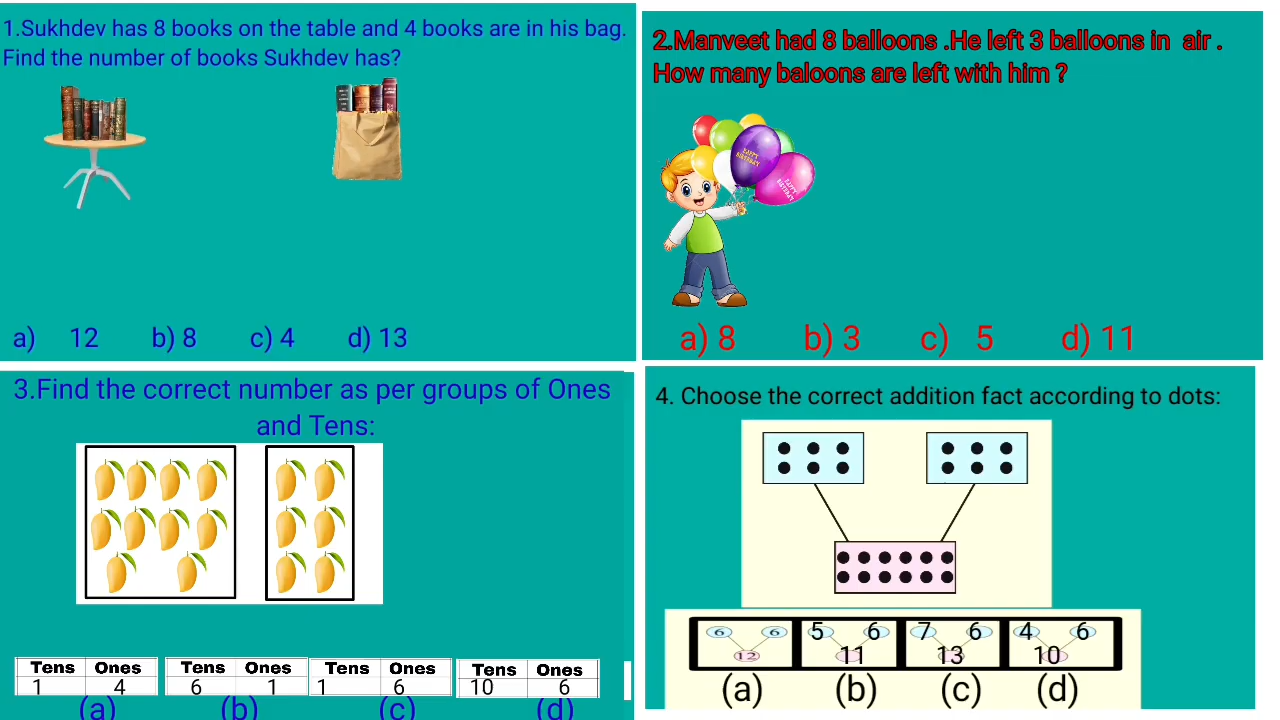 1.Sukhdev has 8 books on the table and 4 books are in his bag.
Find the number of books Sukhdev has?
a) 12 b) 8 c) 4 d) 13
2.Manveet had 8 balloons .He left 3 balloons in air .
How many baloons are left with him ?
HAPPY BIRTHDAY
HAPPY BIRTHDAY
a) 8 b) 3 c) 5 d) 11
3.Find the correct number as per groups of Ones
and Tens:
Tens Ones Tens Ones Tens Ones Tens Ones
1 4 6 1 1 6 10 6
(a) (b) (c) (d)
4. Choose the correct addition fact according to dots:
6 6 5 6 7 6 4 6
12 11 13 10
(a) (b) (c) (d)